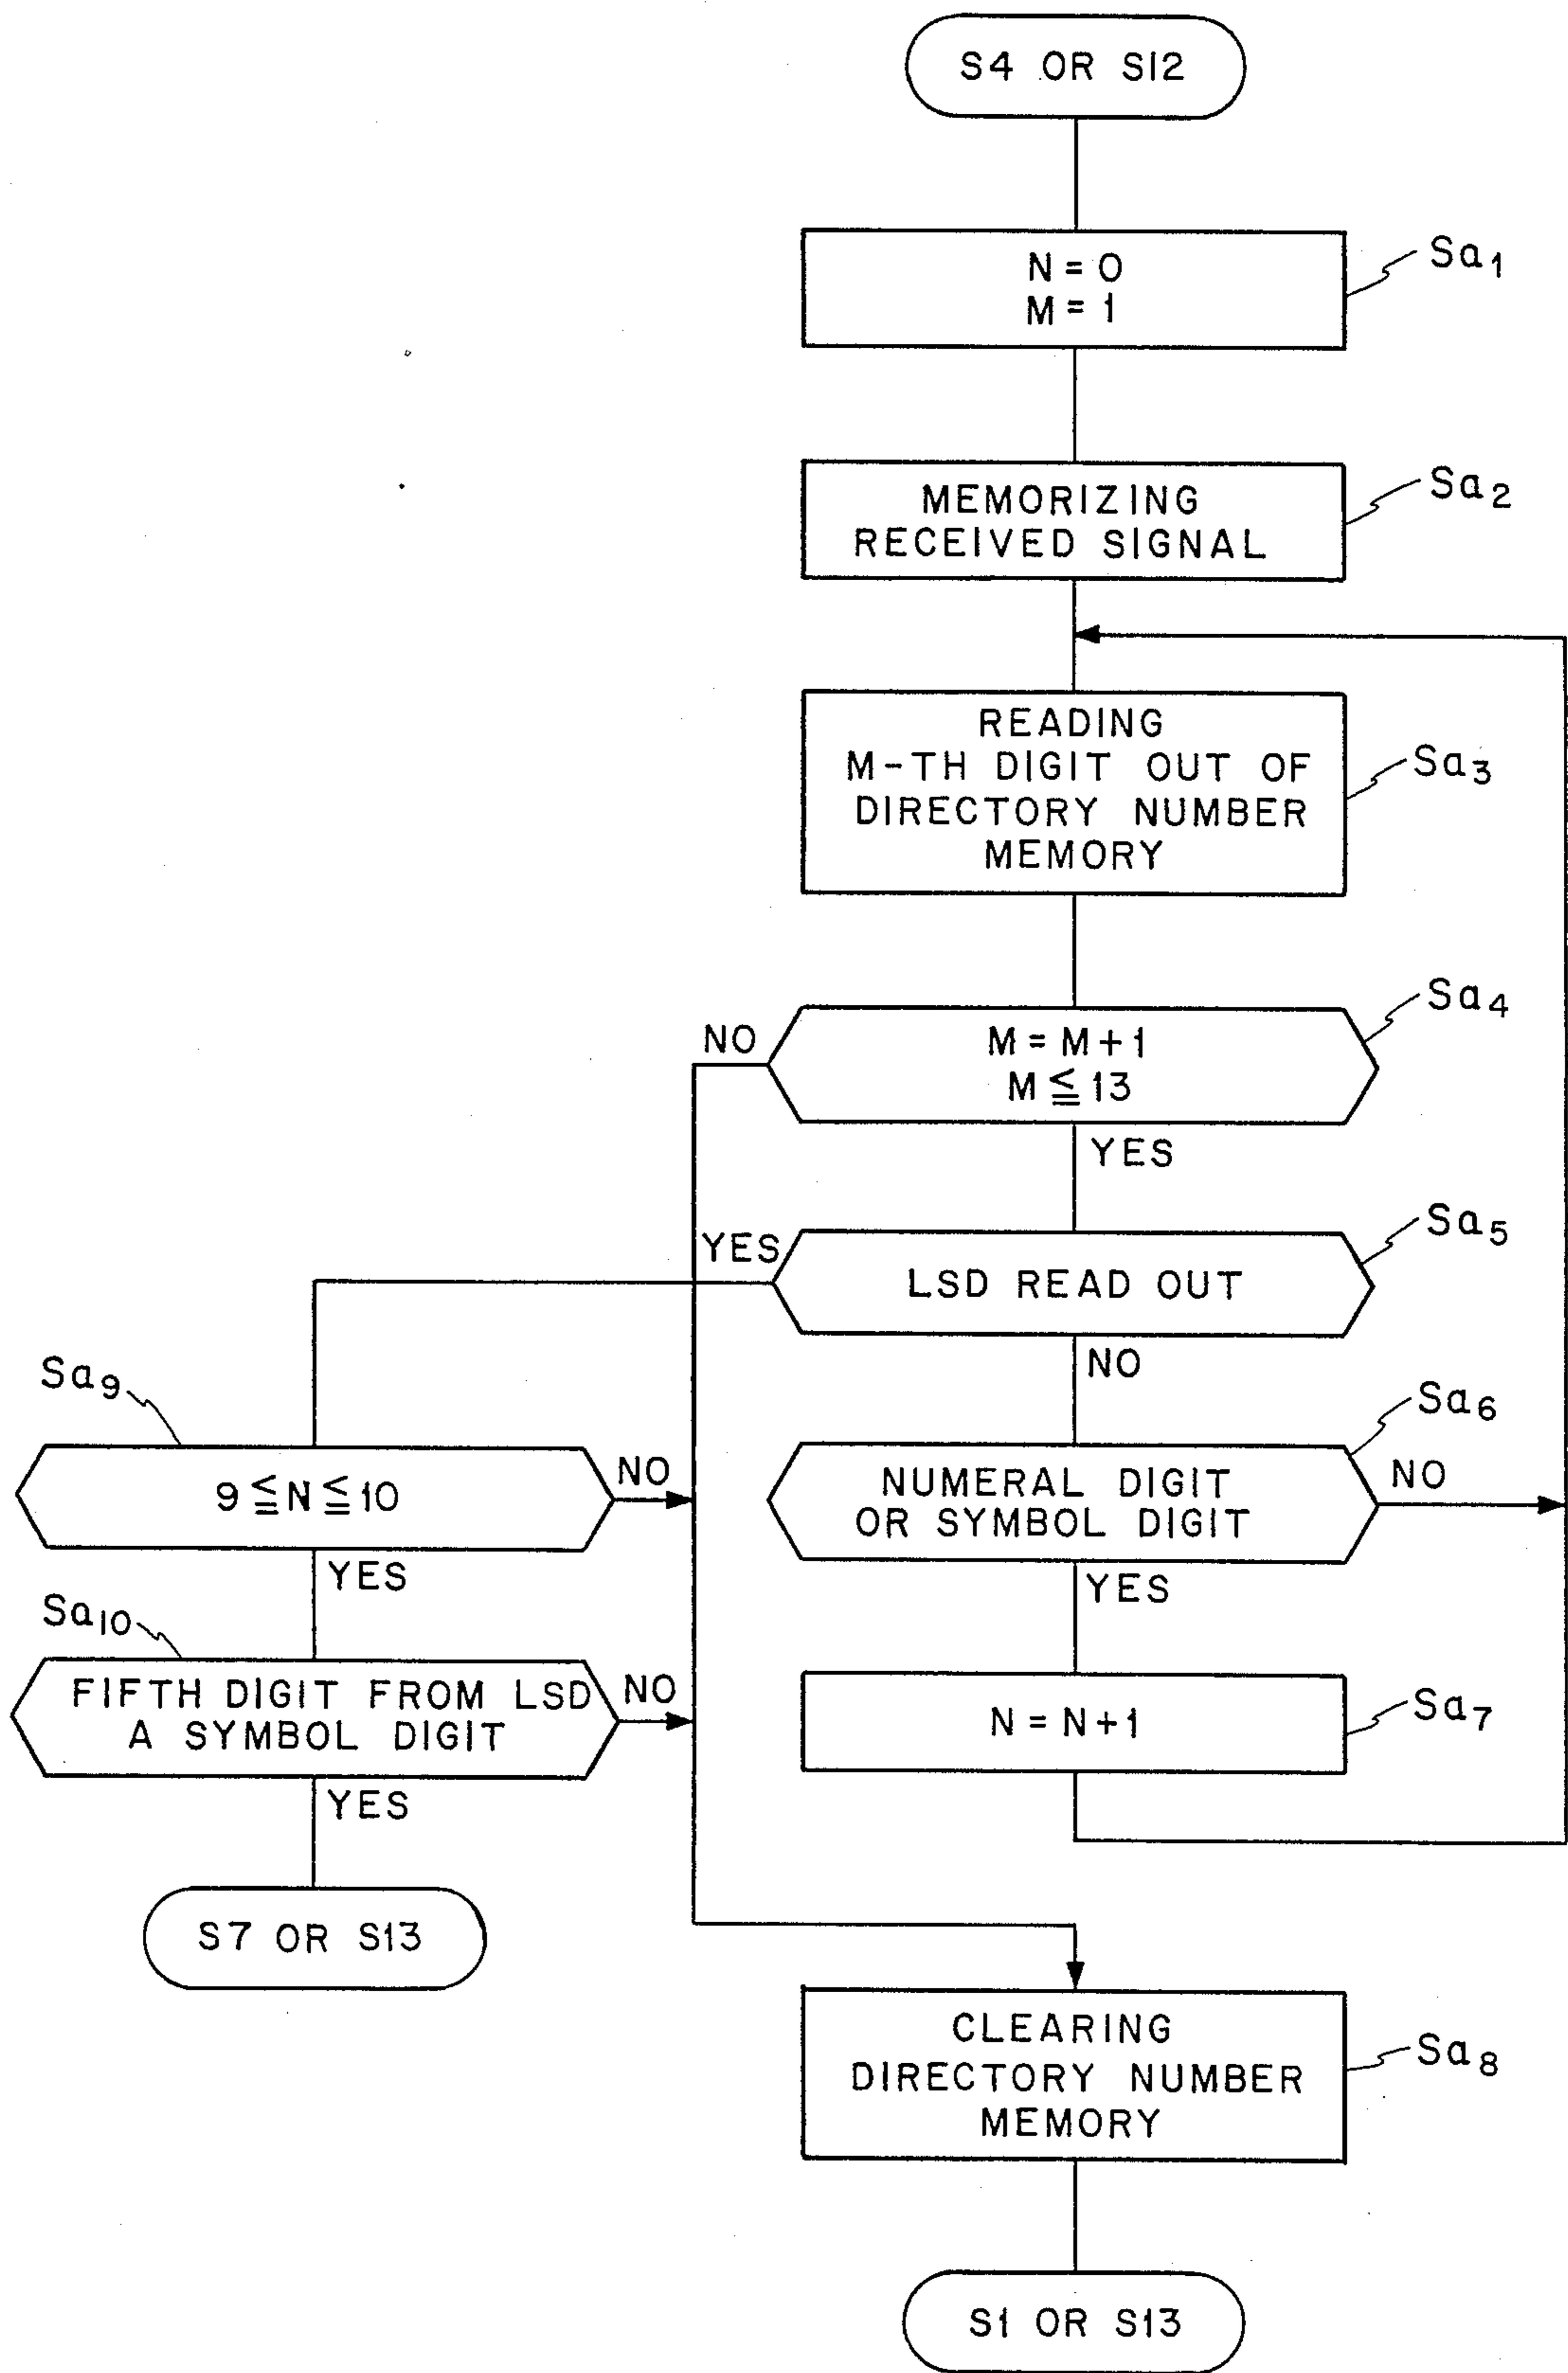 S4 OR S12
N = 0
M = 1
Sa1
MEMORIZING
RECEIVED SIGNAL
Sa2
READING
M-TH DIGIT OUT OF
DIRECTORY NUMBER
MEMORY
Sa3
NO
M = M + 1
M ≦ 13
Sa4
YES
YES
LSD READ OUT
Sa5
NO
Sa9
9 ≦ N ≦ 10
NO
NUMERAL DIGIT
OR SYMBOL DIGIT
Sa6
NO
YES
YES
Sa10
FIFTH DIGIT FROM LSD
A SYMBOL DIGIT
NO
N = N+1
Sa7
YES
S7 OR S13
CLEARING
DIRECTORY NUMBER
MEMORY
Sa8
S1 OR S13